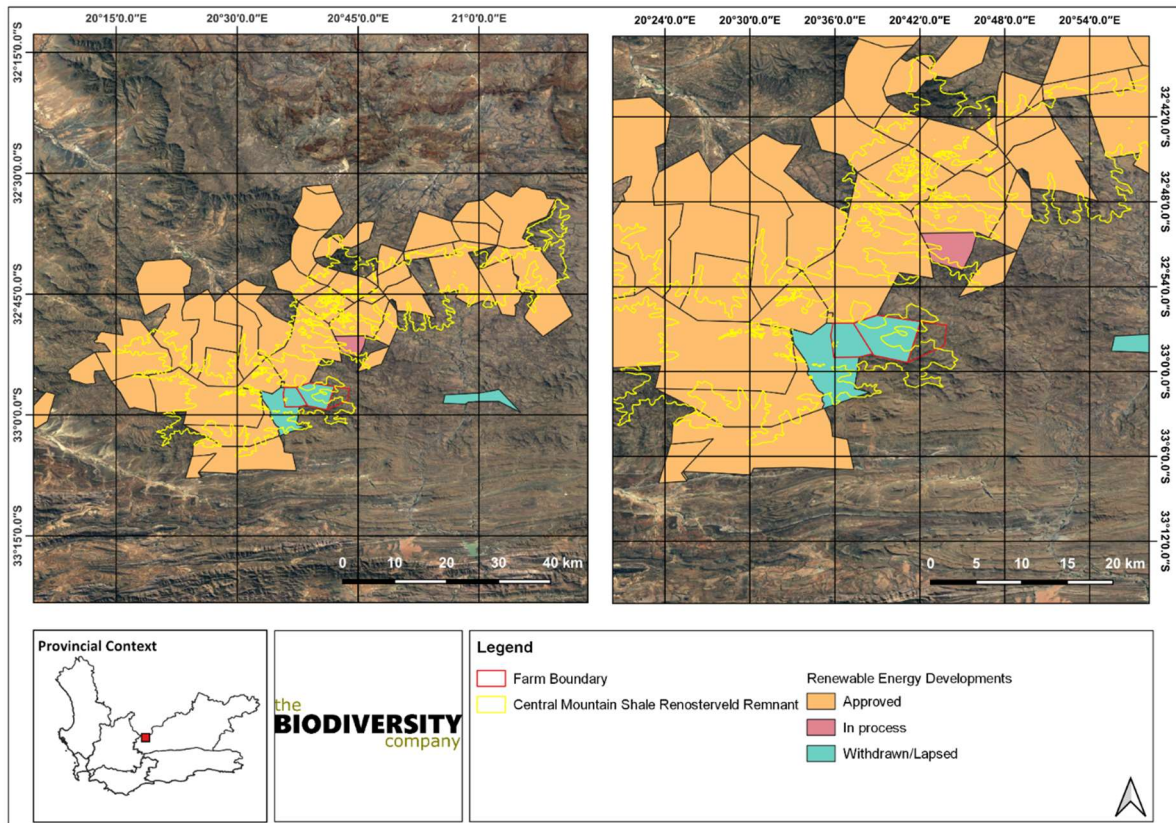 20°15'0.0"E 20°30'0.0"E 20°45'0.0"E 21°0'0.0"E
32°15'0.0"S
32°30'0.0"S
32°45'0.0"S
33°0'0.0"S
33°15'0.0"S
0 10 20 30 40 km
20°24'0.0"E 20°30'0.0"E 20°36'0.0"E 20°42'0.0"E 20°48'0.0"E 20°54'0.0"E
32°42'0.0"S
32°48'0.0"S
32°54'0.0"S
33°0'0.0"S
33°6'0.0"S
33°12'0.0"S
0 5 10 15 20 km
Provincial Context
the
BIODIVERSITY
company
Legend
Farm Boundary
Central Mountain Shale Renosterveld Remnant
Renewable Energy Developments
Approved
In process
Withdrawn/Lapsed